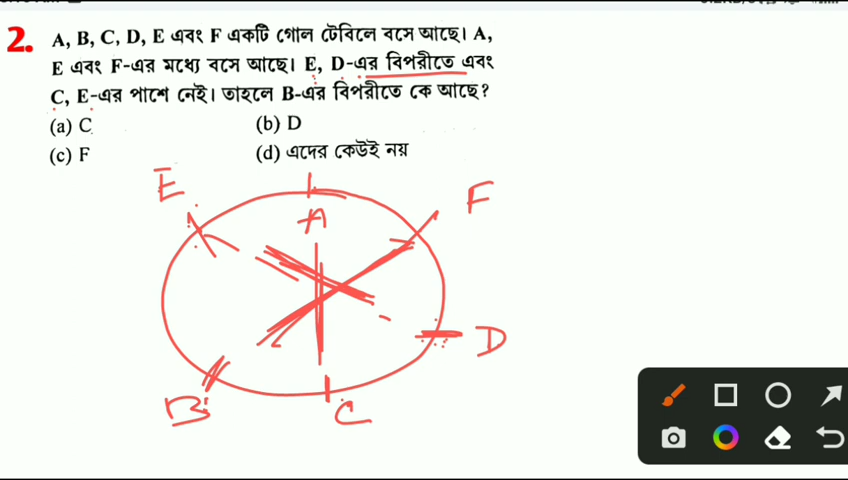 2. A, B, C, D, E এবং F একটি গোল টেবিলে বসে আছে। A,
E এবং F-এর মধ্যে বসে আছে। E, D-এর বিপরীতে এবং
C, E-এর পাশে নেই। তাহলে B-এর বিপরীতে কে আছে?
(a) C (b) D
(c) F (d) এদের কেউই নয়
E
F
A
D
B
C